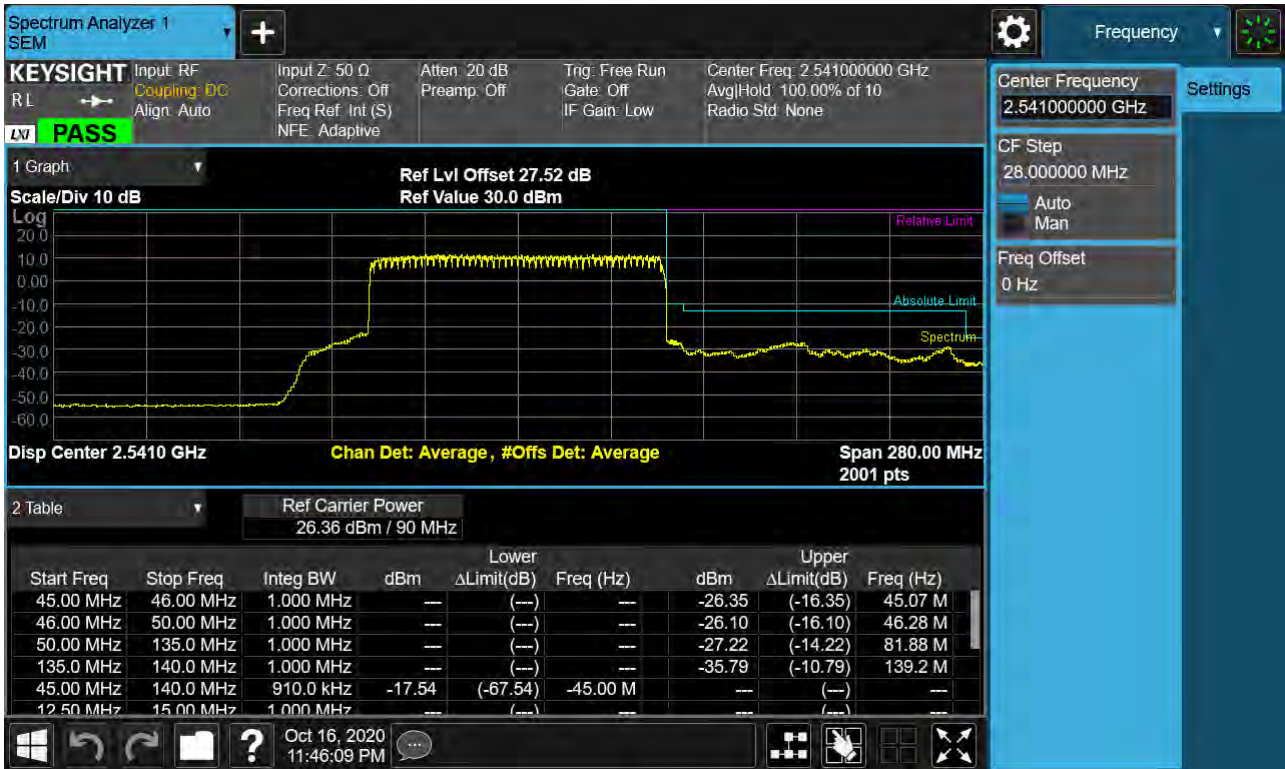 Spectrum Analyzer 1
SEM
Frequency
KEYSIGHT
RL
LXI PASS
Input: RF
Coupling: DC
Align: Auto
Input Z: 50 Ω
Corrections: Off
Freq Ref: Int (S)
NFE: Adaptive
Atten: 20 dB
Preamp: Off
Trig: Free Run
Gate: Off
IF Gain: Low
Center Freq: 2.541000000 GHz
Avg|Hold: 100.00% of 10
Radio Std: None
Center Frequency
2.541000000 GHz
Settings
CF Step
28.000000 MHz
Auto
Man
Freq Offset
0 Hz
1 Graph
Scale/Div 10 dB
Ref Lvl Offset 27.52 dB
Ref Value 30.0 dBm
Log
20.0
10.0
0.00
-10.0
-20.0
-30.0
-40.0
-50.0
-60.0
Relative Limit
Absolute Limit
Spectrum
Disp Center 2.5410 GHz
Chan Det: Average, #Offs Det: Average
Span 280.00 MHz
2001 pts
2 Table
Ref Carrier Power
26.36 dBm / 90 MHz
Lower Upper
Start Freq Stop Freq Integ BW dBm ΔLimit(dB) Freq (Hz) dBm ΔLimit(dB) Freq (Hz)
45.00 MHz 46.00 MHz 1.000 MHz --- (---) --- -26.35 (-16.35) 45.07 M
46.00 MHz 50.00 MHz 1.000 MHz --- (---) --- -26.10 (-16.10) 46.28 M
50.00 MHz 135.0 MHz 1.000 MHz --- (---) --- -27.22 (-14.22) 81.88 M
135.0 MHz 140.0 MHz 1.000 MHz --- (---) --- -35.79 (-10.79) 139.2 M
45.00 MHz 140.0 MHz 910.0 kHz -17.54 (-67.54) -45.00 M --- (---) ---
12.50 MHz 15.00 MHz 1.000 MHz --- (---) --- --- (---) ---
Oct 16, 2020
11:46:09 PM